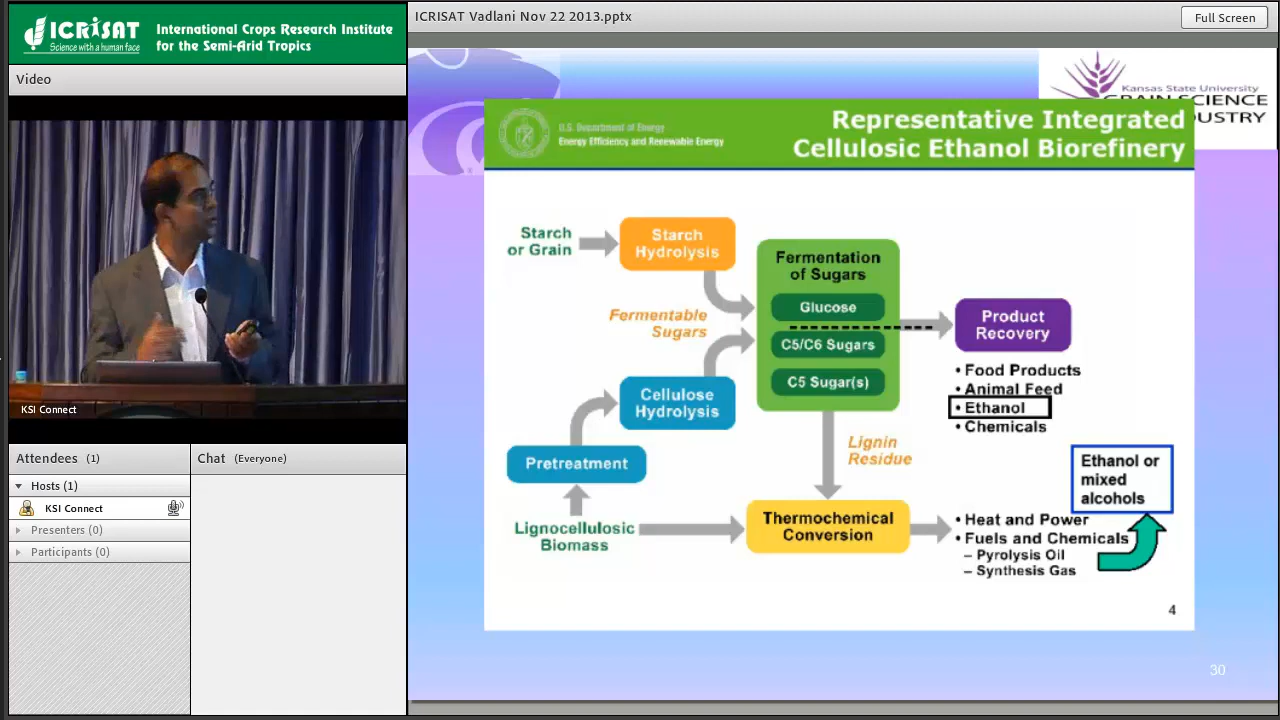 ICRISAT
Science with a human face
International Crops Research Institute
for the Semi-Arid Tropics
Video
KSI Connect
Attendees (1)
Hosts (1)
KSI Connect
Presenters (0)
Participants (0)
Chat (Everyone)
ICRISAT Vadlani Nov 22 2013.pptx
Full Screen
Kansas State University
GRAIN SCIENCE
DUSTRY
U.S. Department of Energy
Energy Efficiency and Renewable Energy
Representative Integrated
Cellulosic Ethanol Biorefinery
Starch
or Grain
Starch
Hydrolysis
Fermentable
Sugars
Cellulose
Hydrolysis
Pretreatment
Lignocellulosic
Biomass
Fermentation
of Sugars
Glucose
C5/C6 Sugars
C5 Sugar(s)
Lignin
Residue
Thermochemical
Conversion
Product
Recovery
• Food Products
• Animal Feed
• Ethanol
• Chemicals
Ethanol or
mixed
alcohols
• Heat and Power
• Fuels and Chemicals
– Pyrolysis Oil
– Synthesis Gas
4
30